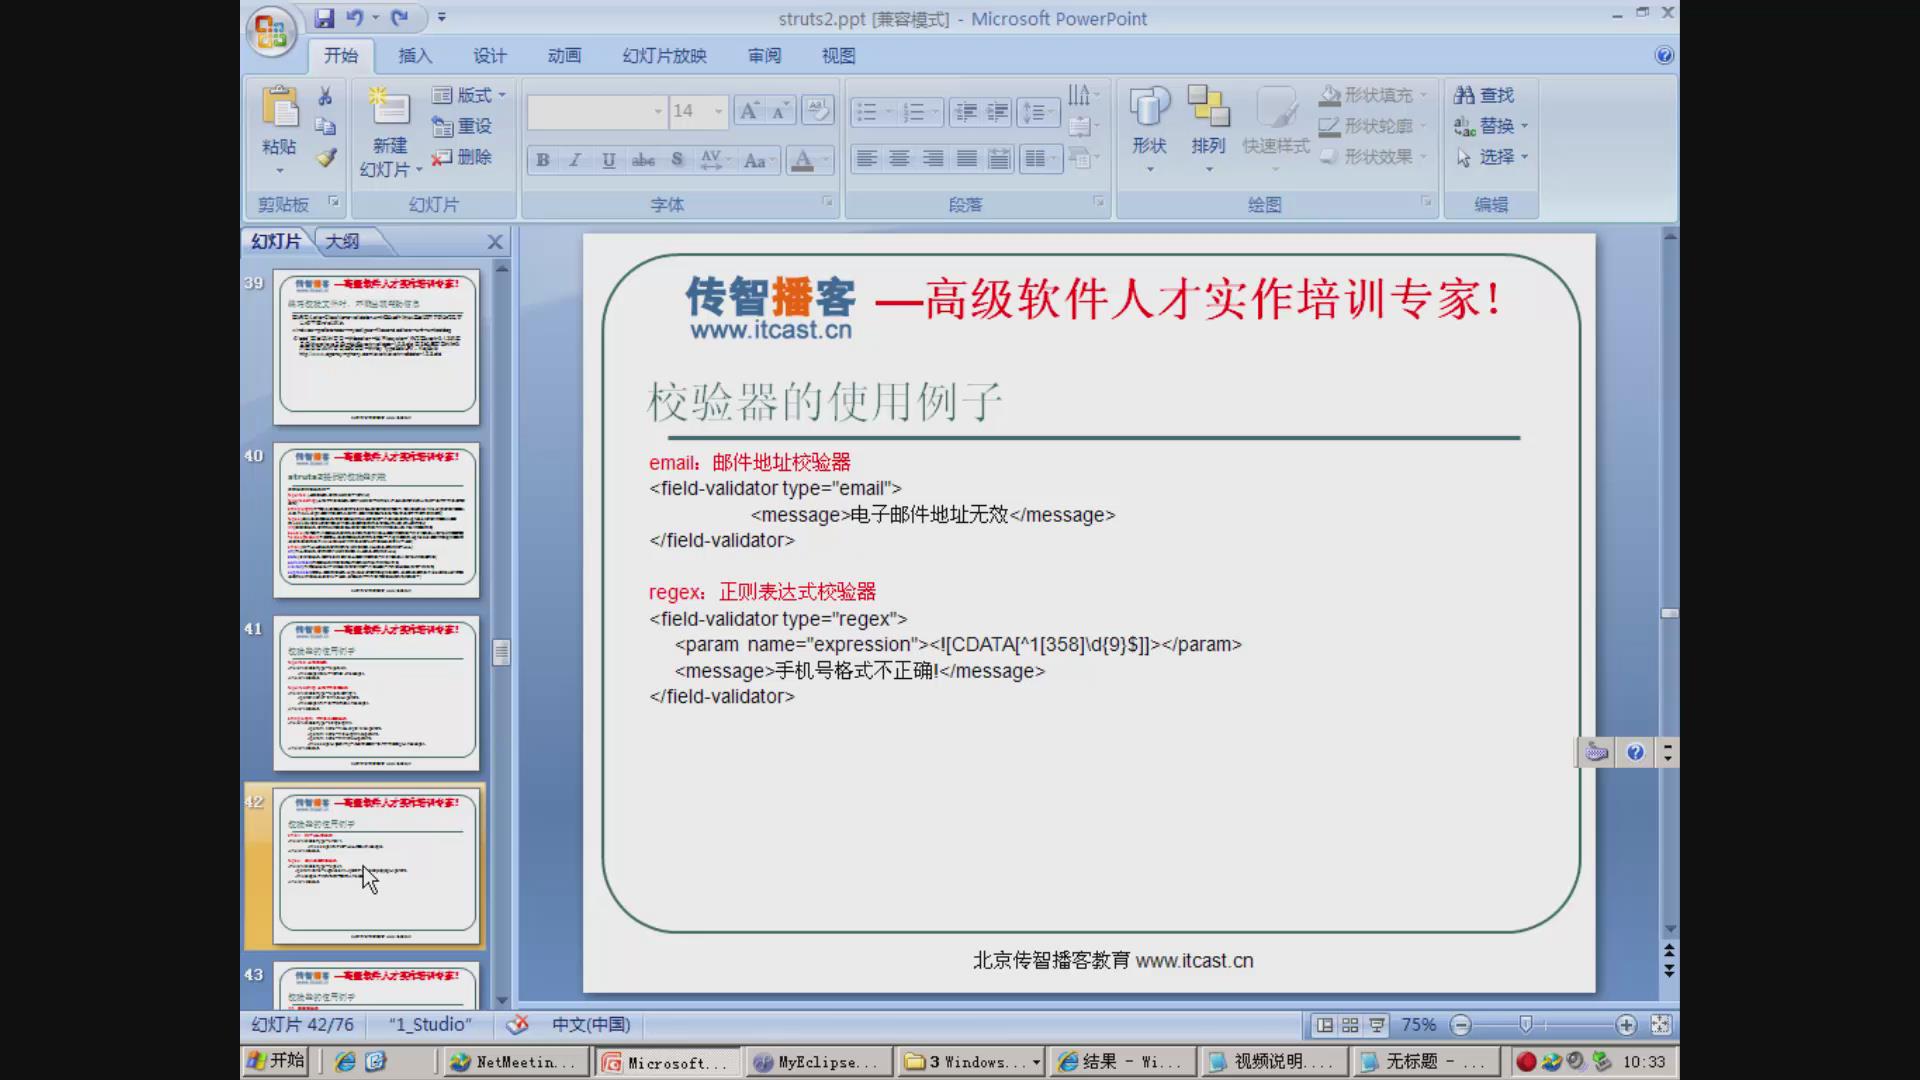 struts2.ppt [兼容模式] - Microsoft PowerPoint
开始 插入 设计 动画 幻灯片放映 审阅 视图
粘贴
新建
幻灯片
版式
重设
删除
14
形状
排列
快速样式
形状填充
形状轮廓
形状效果
查找
替换
选择
剪贴板 幻灯片 字体 段落 绘图 编辑
幻灯片 大纲
39
40
41
42
43
传智播客 —高级软件人才实作培训专家!
www.itcast.cn
校验器的使用例子
email：邮件地址校验器
<field-validator type="email">
<message>电子邮件地址无效</message>
</field-validator>
regex：正则表达式校验器
<field-validator type="regex">
<param name="expression"><![CDATA[^1[358]\d{9}$]]></param>
<message>手机号格式不正确!</message>
</field-validator>
北京传智播客教育 www.itcast.cn
幻灯片 42/76 "1_Studio" 中文(中国) 75%
开始 NetMeetin... Microsoft... MyEclipse... 3 Windows... 结果 - Wi... 视频说明.... 无标题 - ... 10:33